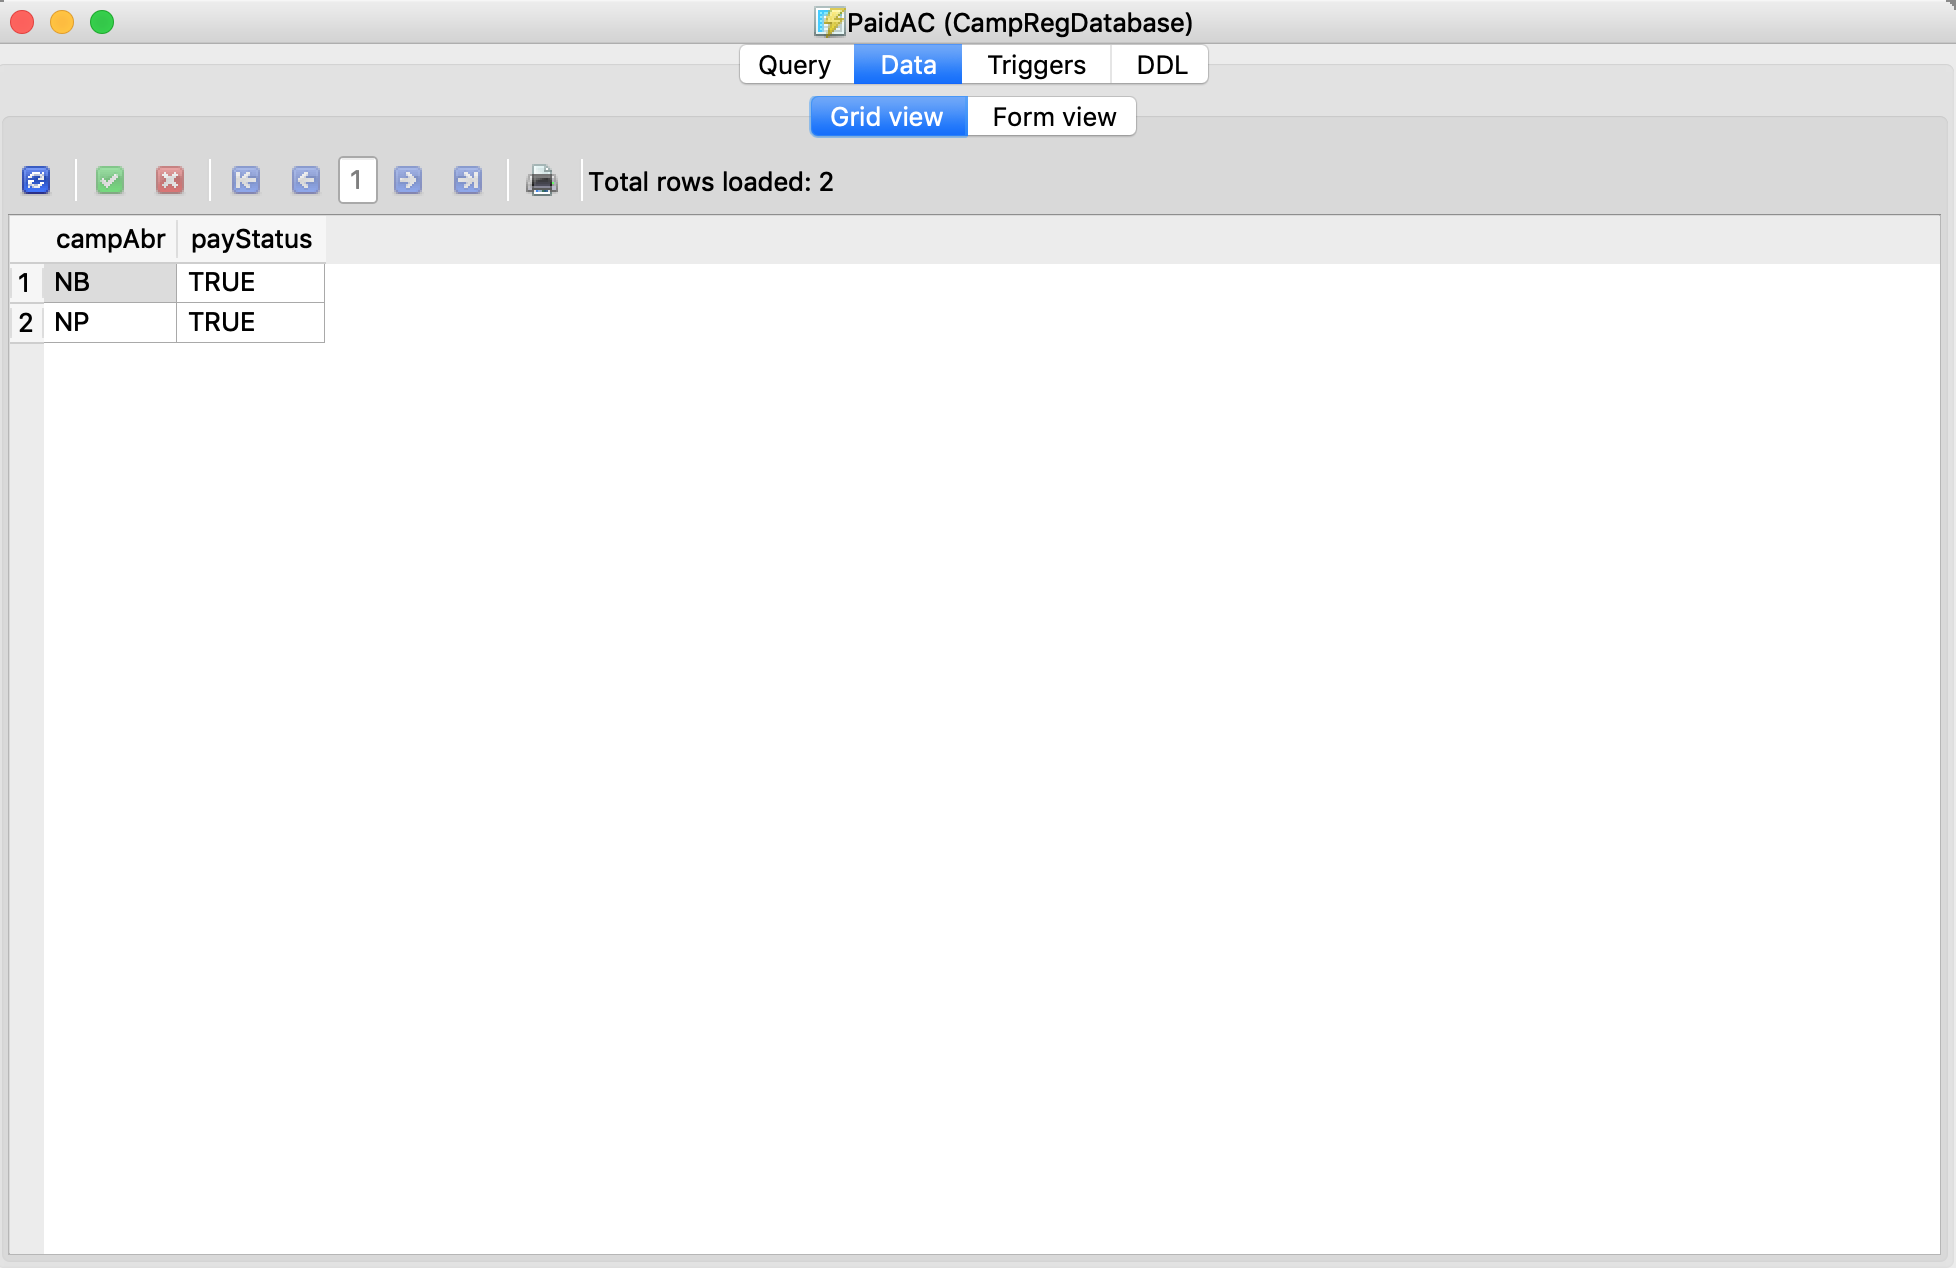 PaidAC (CampRegDatabase)
Query Data Triggers DDL
Grid view Form view
1 Total rows loaded: 2
campAbr payStatus
1 NB TRUE
2 NP TRUE